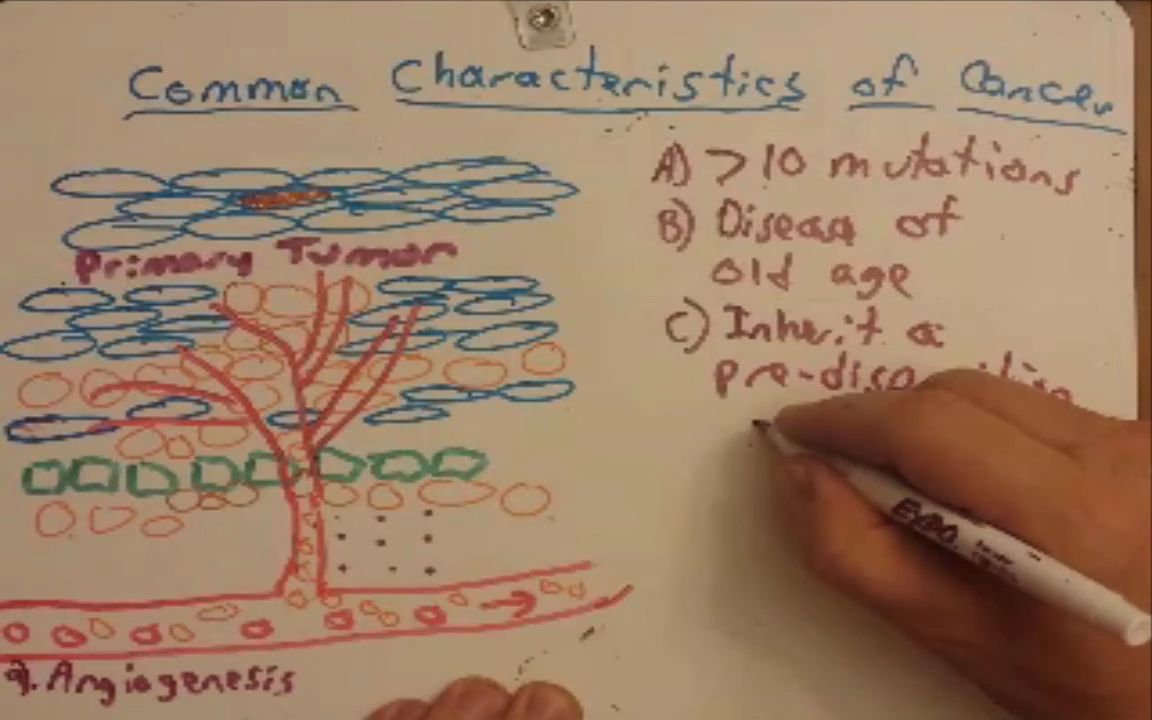 Common Characteristics of Cancer
A) >10 mutations
B) Disease of
old age
C) Inherit a
Primary Tumor
EXPO
9. Angiogenesis